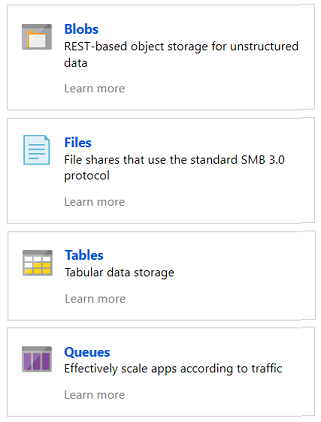 Blobs
REST-based object storage for unstructured
data
Learn more
Files
File shares that use the standard SMB 3.0
protocol
Learn more
Tables
Tabular data storage
Learn more
Queues
Effectively scale apps according to traffic
Learn more